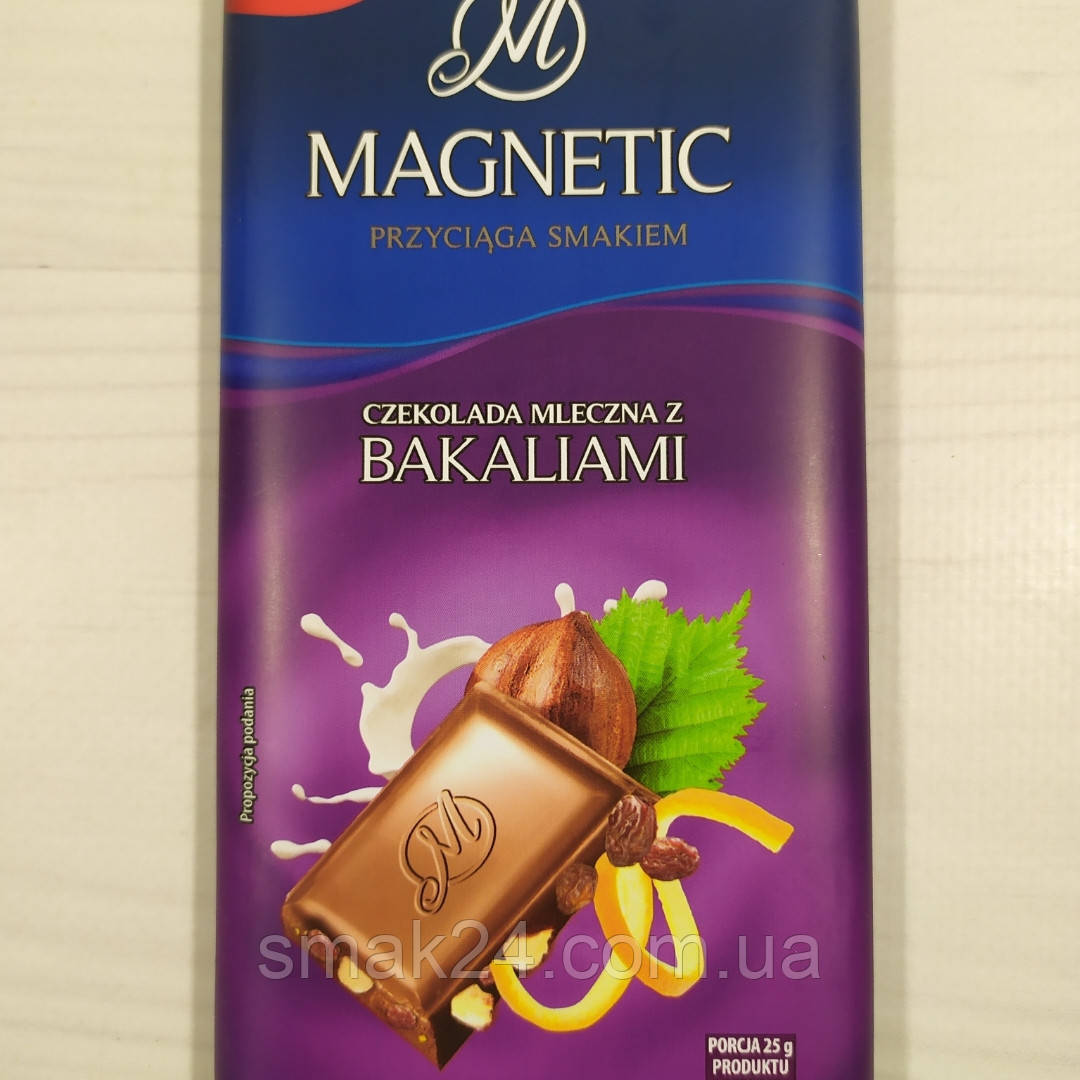 M
MAGNETIC
PRZYCIĄGA SMAKIEM
CZEKOLADA MLECZNA Z
BAKALIAMI
Propozycja podania
M
smak24.com.ua
PORCJA 25 g
PRODUKTU